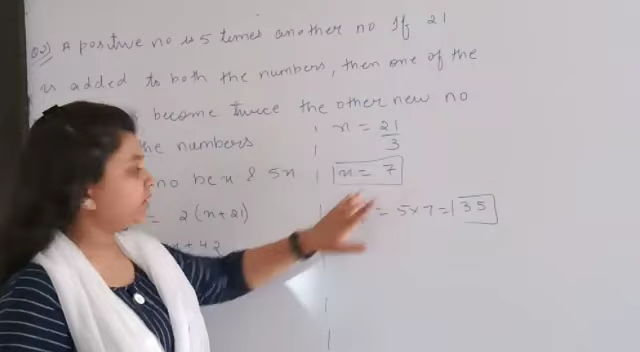 Q2) A positive no is 5 times another no If 21
is added to both the numbers, then one of the
become twice the other new no
the numbers
no be x & 5x
= 2(x+21)
x+42
x = 21/3
x = 7
= 5×7 = 35